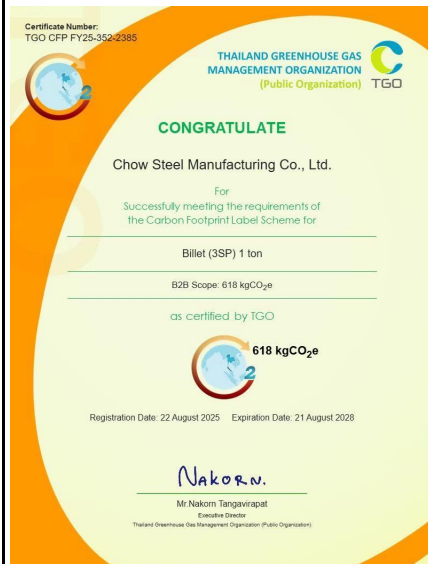 Certificate Number:
TGO CFP FY25-352-2385
THAILAND GREENHOUSE GAS
MANAGEMENT ORGANIZATION
(Public Organization)
TGO
2
CONGRATULATE
Chow Steel Manufacturing Co., Ltd.
For
Successfully meeting the requirements of
the Carbon Footprint Label Scheme for
Billet (3SP) 1 ton
B2B Scope: 618 kgCO₂e
as certified by TGO
618 kgCO₂e
2
Registration Date: 22 August 2025 Expiration Date: 21 August 2028
NAKORN.
Mr.Nakorn Tangavirapat
Executive Director
Thailand Greenhouse Gas Management Organization (Public Organization)